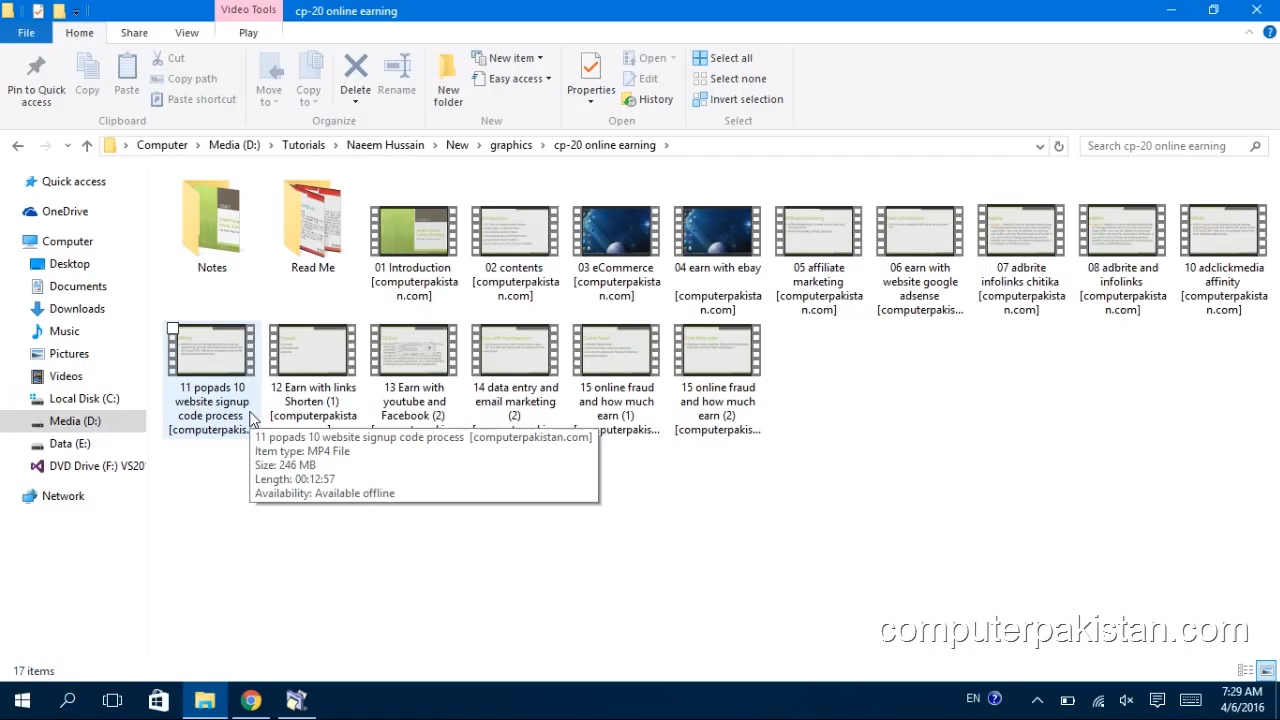 Video Tools
cp-20 online earning
File
Home
Share
View
Play
Pin to Quick access
Copy
Paste
Cut
Copy path
Paste shortcut
Clipboard
Move to
Copy to
Delete
Rename
Organize
New folder
New item
Easy access
New
Properties
Open
Edit
History
Open
Select all
Select none
Invert selection
Select
Computer > Media (D:) > Tutorials > Naeem Hussain > New > graphics > cp-20 online earning >
Search cp-20 online earning
Quick access
OneDrive
Computer
Desktop
Documents
Downloads
Music
Pictures
Videos
Local Disk (C:)
Media (D:)
Data (E:)
DVD Drive (F:) VS20
Network
Notes
Read Me
01 Introduction
[computerpakista
n.com]
02 contents
[computerpakista
n.com]
03 eCommerce
[computerpakista
n.com]
04 earn with ebay
[computerpakista
n.com]
05 affiliate
marketing
[computerpakista
n.com]
06 earn with
website google
adsense
[computerpakis...
07 adbrite
infolinks chitika
[computerpakista
n.com]
08 adbrite and
infolinks
[computerpakista
n.com]
10 adclickmedia
affinity
[computerpakista
n.com]
11 popads 10
website signup
code process
[computerpakis...
12 Earn with links
Shorten (1)
[computerpakista
13 Earn with
youtube and
Facebook (2)
14 data entry and
email marketing
(2)
15 online fraud
and how much
earn (1)
[computerpakis...
15 online fraud
and how much
earn (2)
[computerpakis...
11 popads 10 website signup code process [computerpakistan.com]
Item type: MP4 File
Size: 246 MB
Length: 00:12:57
Availability: Available offline
computerpakistan.com
17 items
EN
7:29 AM
4/6/2016